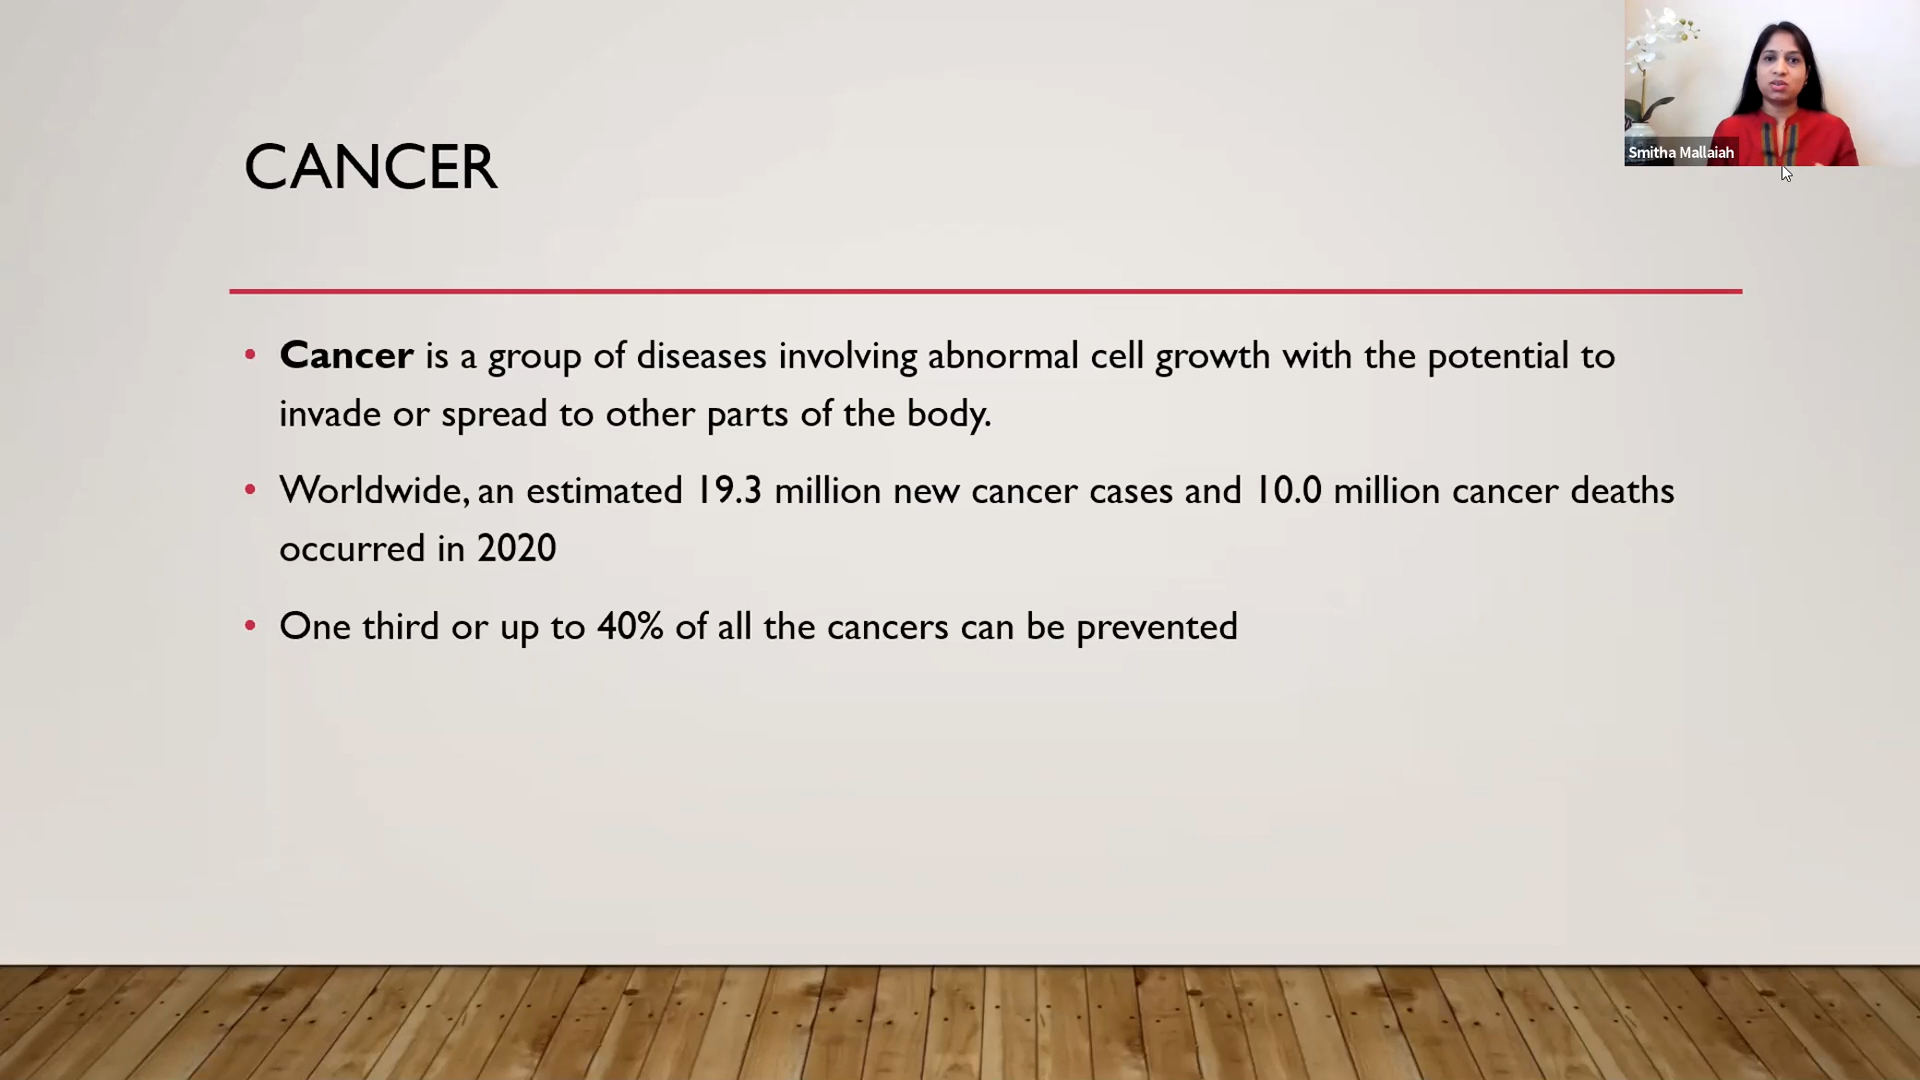 CANCER
Smitha Mallaiah
• Cancer is a group of diseases involving abnormal cell growth with the potential to
invade or spread to other parts of the body.
• Worldwide, an estimated 19.3 million new cancer cases and 10.0 million cancer deaths
occurred in 2020
• One third or up to 40% of all the cancers can be prevented